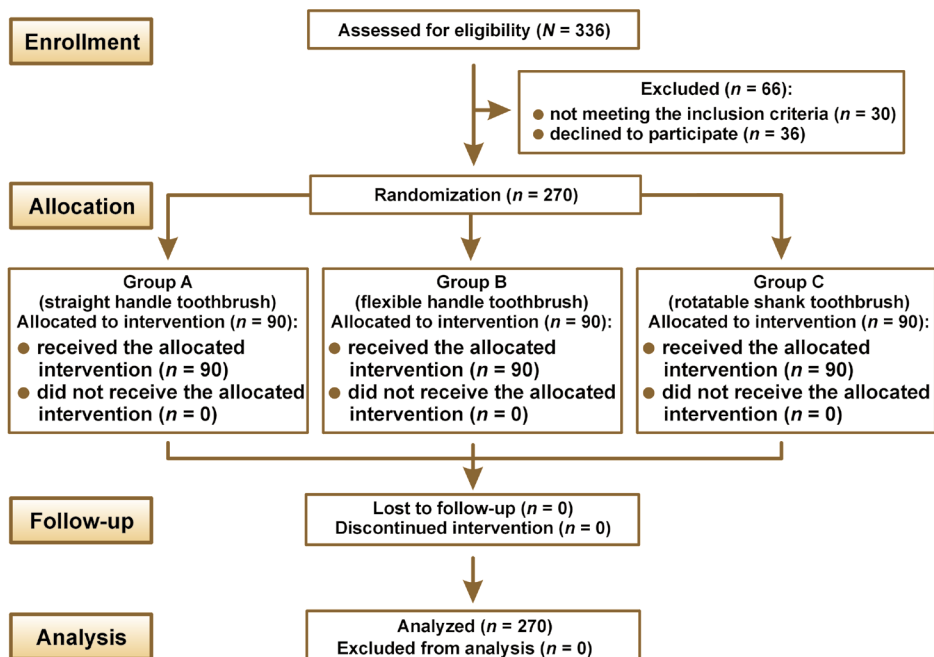 Enrollment
Assessed for eligibility (N = 336)
Excluded (n = 66):
● not meeting the inclusion criteria (n = 30)
● declined to participate (n = 36)
Allocation
Randomization (n = 270)
Group A
(straight handle toothbrush)
Allocated to intervention (n = 90):
● received the allocated
intervention (n = 90)
● did not receive the allocated
intervention (n = 0)
Group B
(flexible handle toothbrush)
Allocated to intervention (n = 90):
● received the allocated
intervention (n = 90)
● did not receive the allocated
intervention (n = 0)
Group C
(rotatable shank toothbrush)
Allocated to intervention (n = 90):
● received the allocated
intervention (n = 90)
● did not receive the allocated
intervention (n = 0)
Follow-up
Lost to follow-up (n = 0)
Discontinued intervention (n = 0)
Analysis
Analyzed (n = 270)
Excluded from analysis (n = 0)